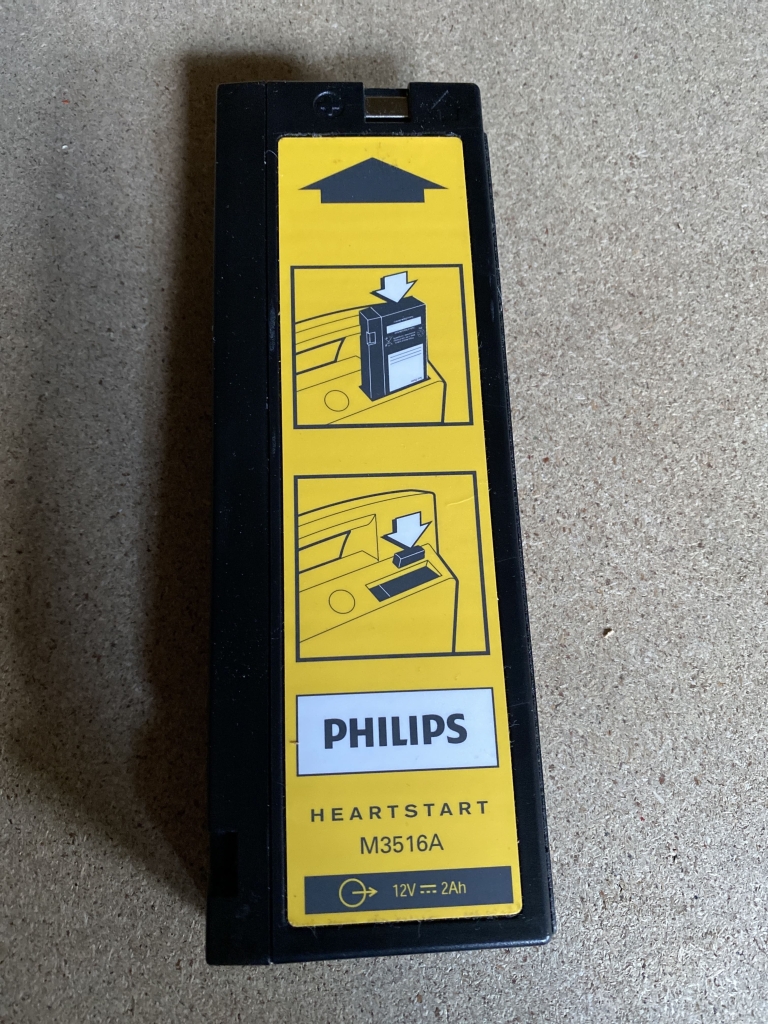 PHILIPS
HEARTSTART
M3516A
12V ⎓ 2Ah